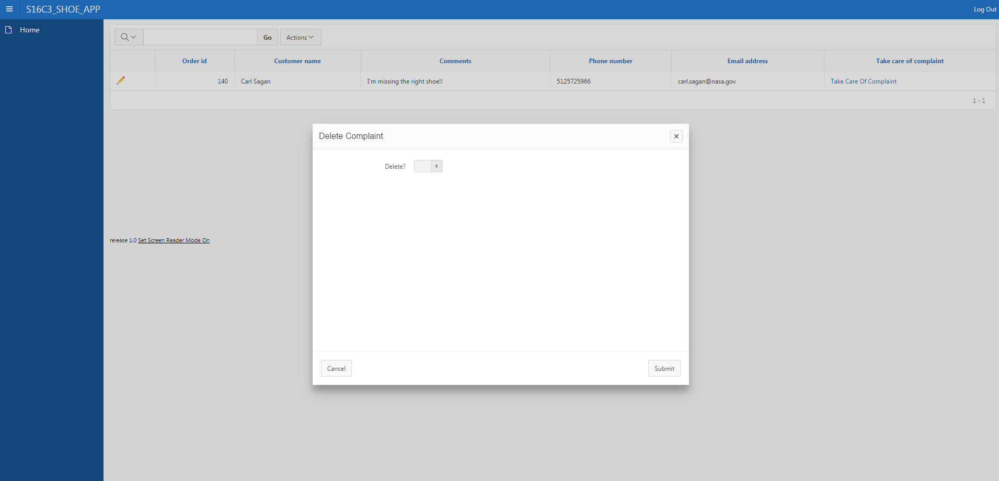 S16C3_SHOE_APP
Log Out
Home
Go
Actions
Order id
Customer name
Comments
Phone number
Email address
Take care of complaint
140
Carl Sagan
I'm missing the right shoe!!
5125725966
carl.sagan@nasa.gov
Take Care Of Complaint
1 - 1
Delete Complaint
Delete?
release 1.0 Set Screen Reader Mode On
Cancel
Submit